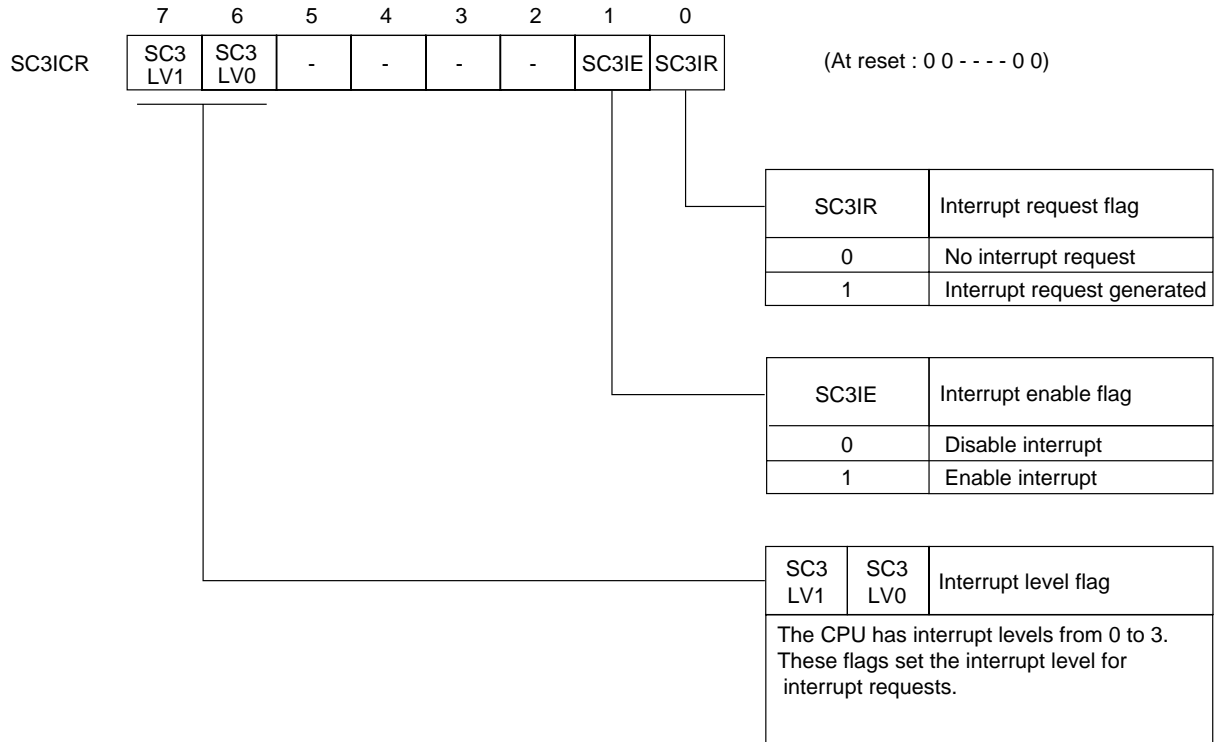 7 6 5 4 3 2 1 0
SC3ICR SC3 LV1 SC3 LV0 - - - - SC3IE SC3IR (At reset : 0 0 - - - - 0 0)
SC3IR Interrupt request flag
0 No interrupt request
1 Interrupt request generated
SC3IE Interrupt enable flag
0 Disable interrupt
1 Enable interrupt
SC3 LV1 SC3 LV0 Interrupt level flag
The CPU has interrupt levels from 0 to 3.
These flags set the interrupt level for
interrupt requests.